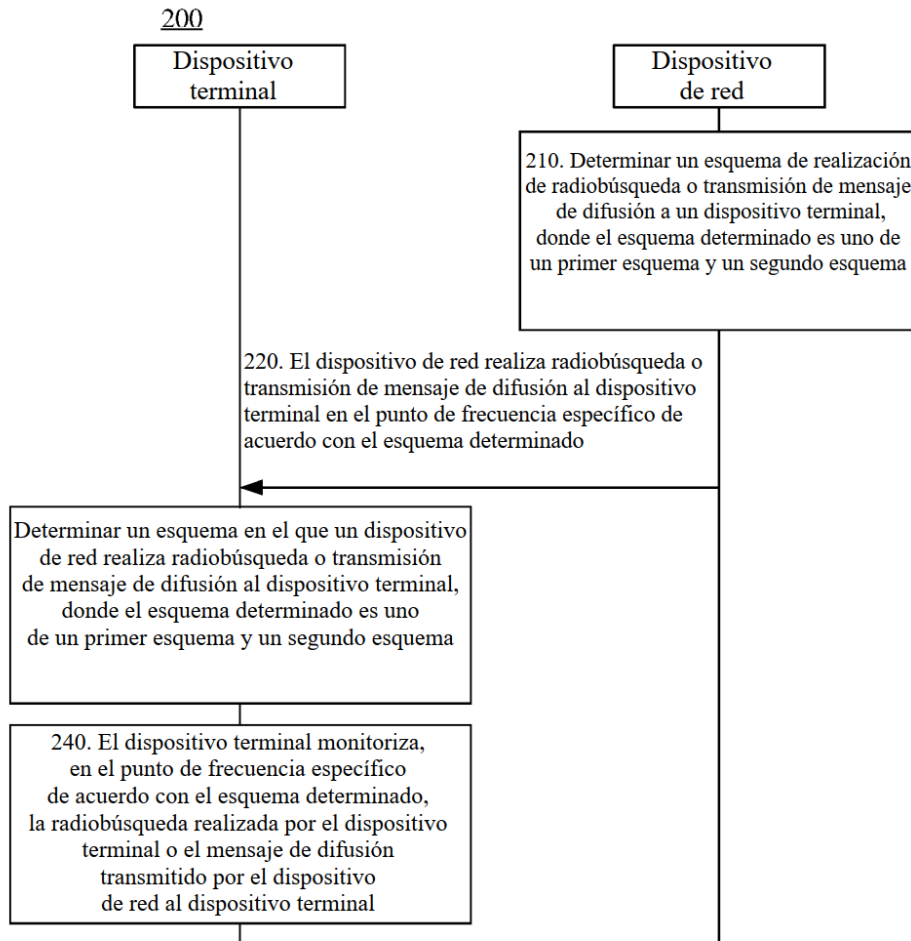 200
Dispositivo
terminal
Dispositivo
de red
210. Determinar un esquema de realización
de radiobúsqueda o transmisión de mensaje
de difusión a un dispositivo terminal,
donde el esquema determinado es uno de
un primer esquema y un segundo esquema
220. El dispositivo de red realiza radiobúsqueda o
transmisión de mensaje de difusión al dispositivo
terminal en el punto de frecuencia específico de
acuerdo con el esquema determinado
Determinar un esquema en el que un dispositivo
de red realiza radiobúsqueda o transmisión
de mensaje de difusión al dispositivo terminal,
donde el esquema determinado es uno
de un primer esquema y un segundo esquema
240. El dispositivo terminal monitoriza,
en el punto de frecuencia específico
de acuerdo con el esquema determinado,
la radiobúsqueda realizada por el dispositivo
terminal o el mensaje de difusión
transmitido por el dispositivo
de red al dispositivo terminal